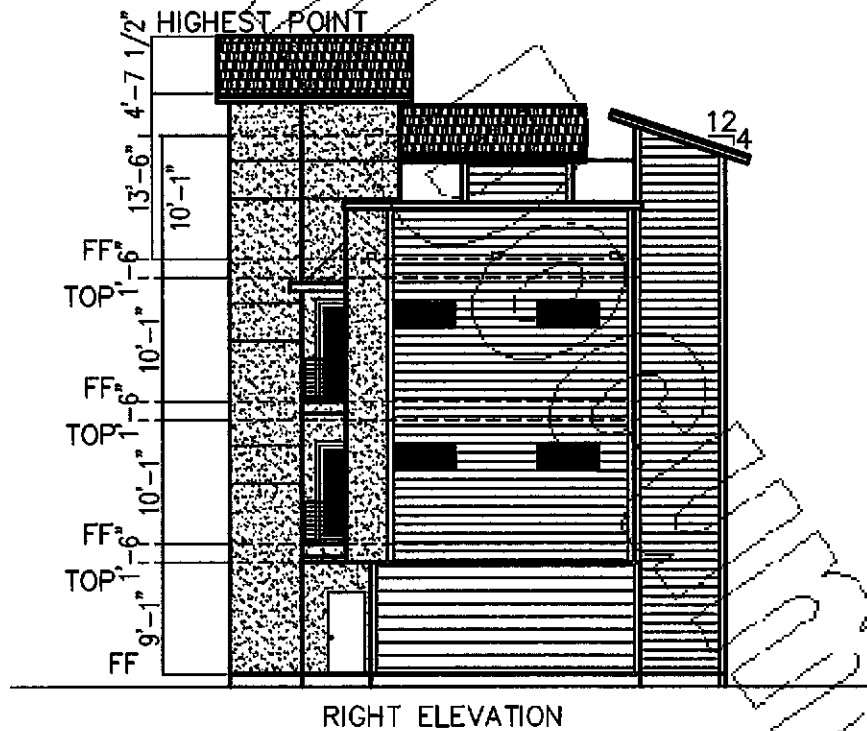 HIGHEST POINT
4'-7 1/2"
12
4
13'-6"
10'-1"
FF
1'-6"
TOP
10'-1"
FF
1'-6"
TOP
10'-1"
FF
1'-6"
TOP
9'-1"
FF
RIGHT ELEVATION